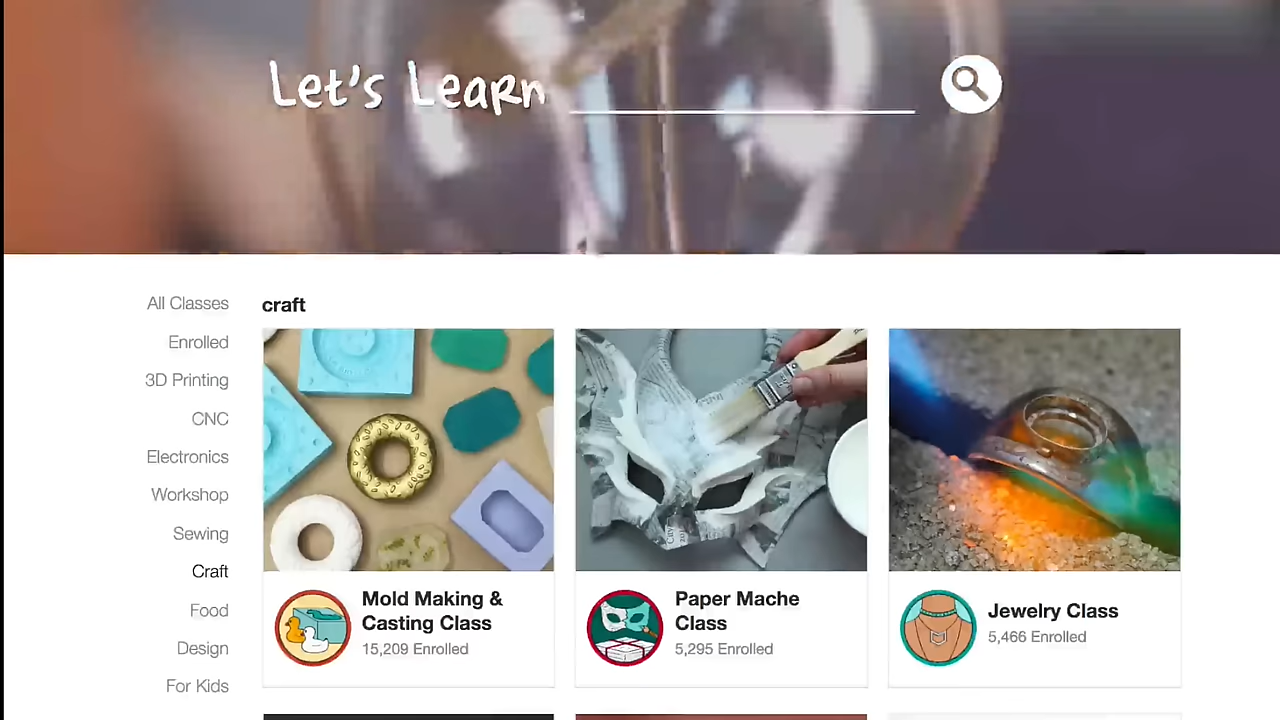 Let's Learn
All Classes
Enrolled
3D Printing
CNC
Electronics
Workshop
Sewing
Craft
Food
Design
For Kids
craft
Mold Making &
Casting Class
15,209 Enrolled
Paper Mache
Class
5,295 Enrolled
Jewelry Class
5,466 Enrolled